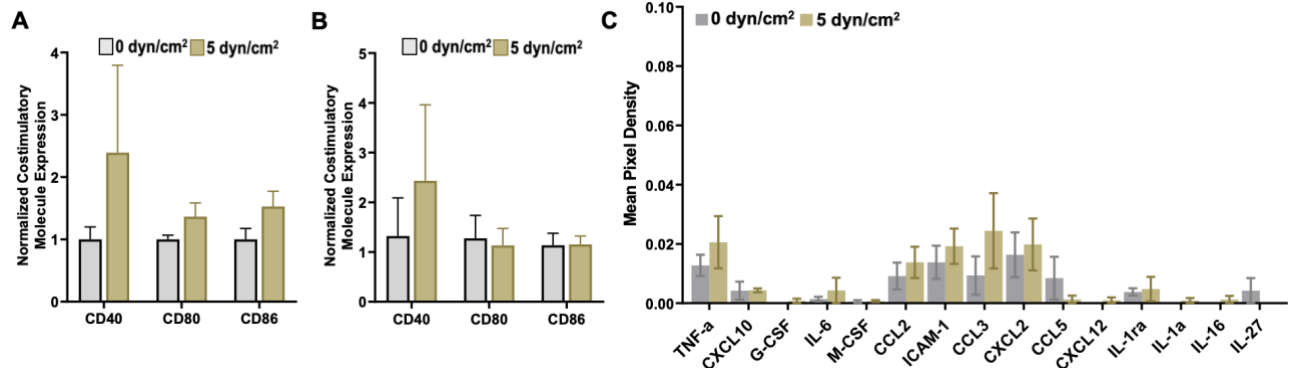 A
0 dyn/cm² 5 dyn/cm²
Normalized Costimulatory
Molecule Expression
4
3
2
1
0
CD40 CD80 CD86
B
0 dyn/cm² 5 dyn/cm²
Normalized Costimulatory
Molecule Expression
5
4
3
2
1
0
CD40 CD80 CD86
C
0 dyn/cm² 5 dyn/cm²
Mean Pixel Density
0.10
0.08
0.06
0.04
0.02
0.00
TNF-a CXCL10 G-CSF IL-6 M-CSF CCL2 ICAM-1 CCL3 CXCL2 CCL5 CXCL12 IL-1ra IL-1a IL-16 IL-27